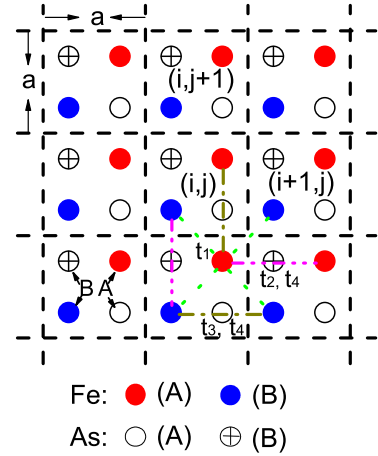 a
a
(i,j+1)
(i,j)
(i+1,j)
t₁
B A
t₂, t₄
t₃, t₄
Fe: (A) (B)
As: (A) (B)